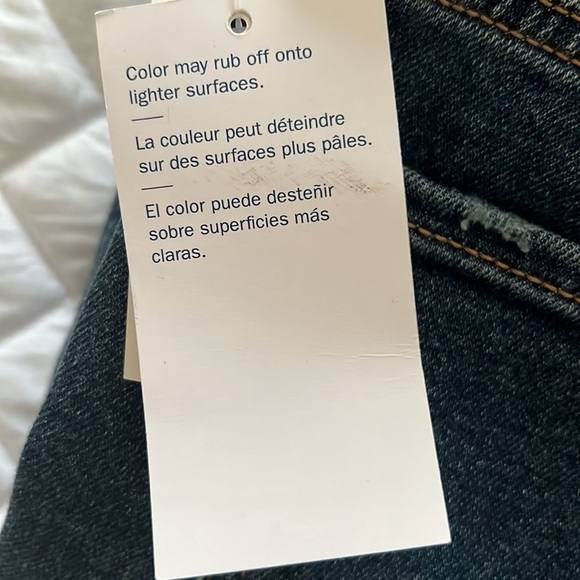 Color may rub off onto
lighter surfaces.
La couleur peut déteindre
sur des surfaces plus pâles.
El color puede desteñir
sobre superficies más
claras.